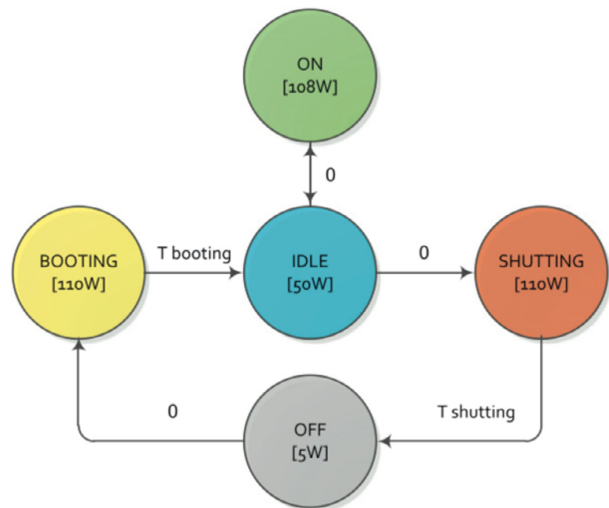 ON
[108W]
0
BOOTING
[110W]
T booting
IDLE
[50W]
0
SHUTTING
[110W]
0
T shutting
OFF
[5W]